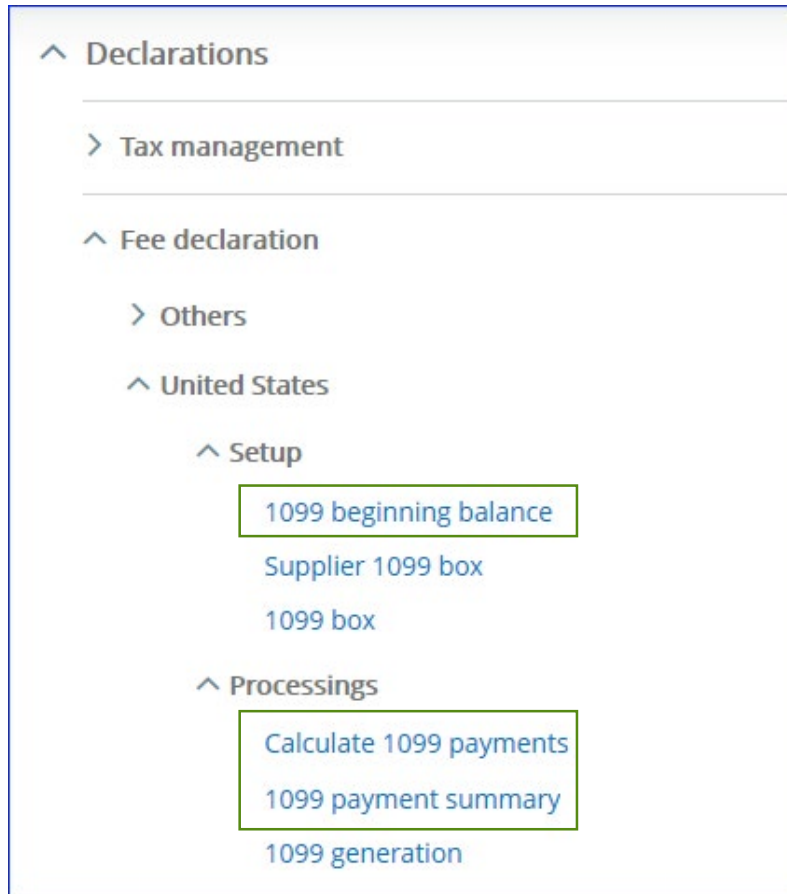 Declarations
Tax management
Fee declaration
Others
United States
Setup
1099 beginning balance
Supplier 1099 box
1099 box
Processings
Calculate 1099 payments
1099 payment summary
1099 generation